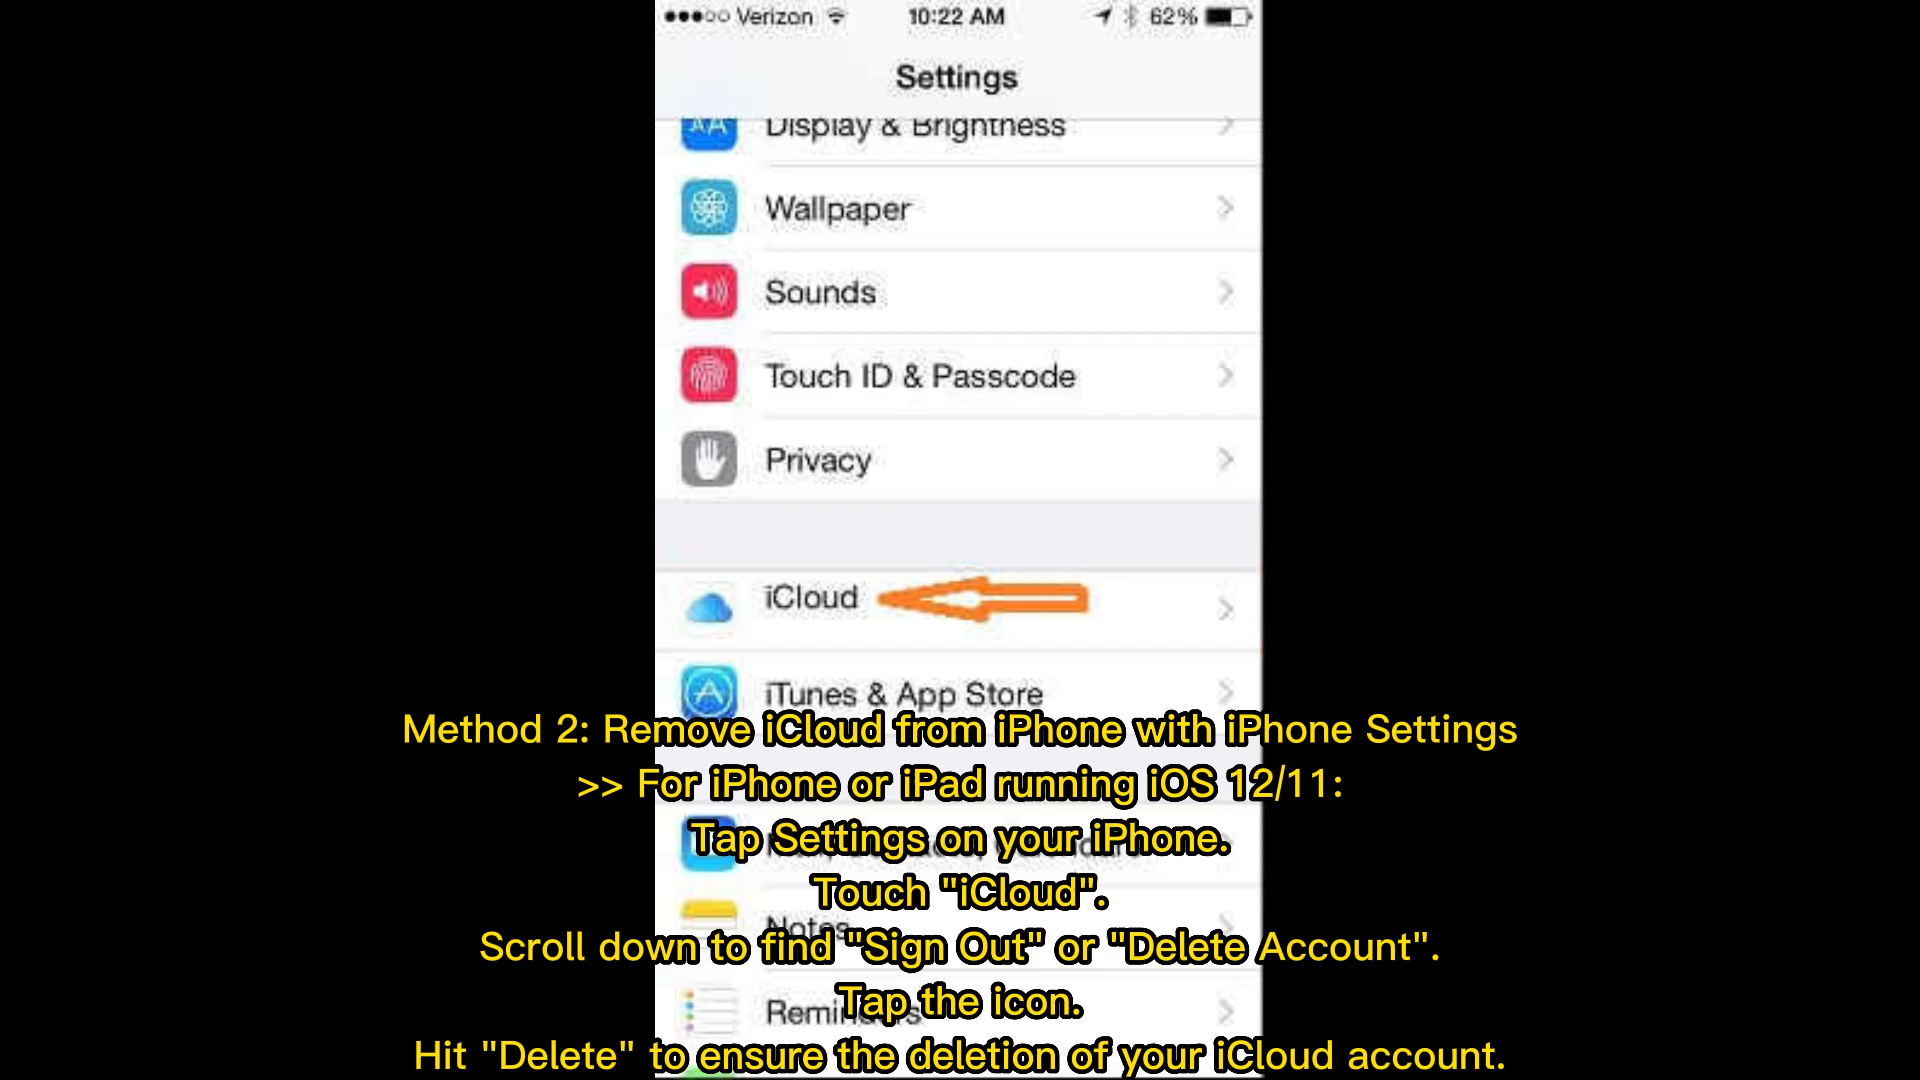 Verizon 10:22 AM 62%
Settings
Display & Brightness
Wallpaper
Sounds
Touch ID & Passcode
Privacy
iCloud
iTunes & App Store
Method 2: Remove iCloud from iPhone with iPhone Settings
>> For iPhone or iPad running iOS 12/11:
Tap Settings on your iPhone.
Touch "iCloud".
Notes
Scroll down to find "Sign Out" or "Delete Account".
Tap the icon.
Reminders
Hit "Delete" to ensure the deletion of your iCloud account.